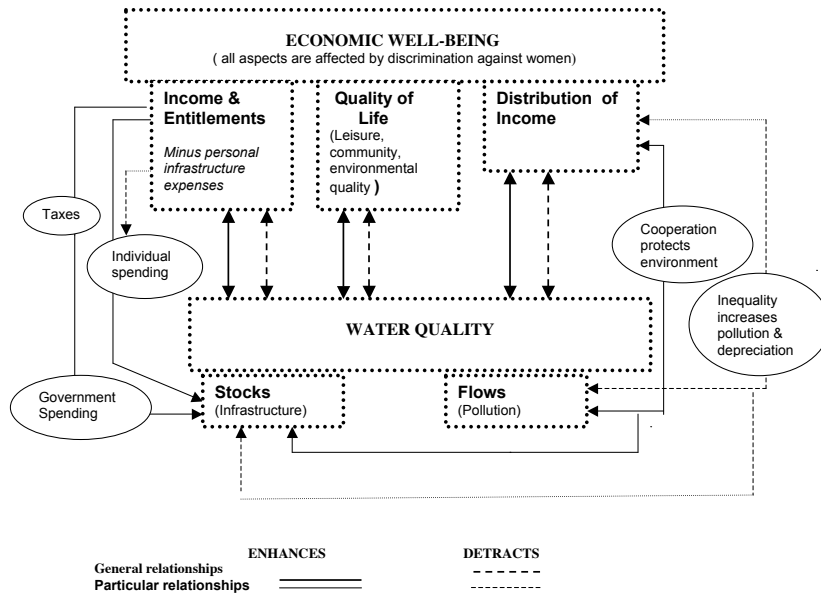 ECONOMIC WELL-BEING
( all aspects are affected by discrimination against women)
Income &
Entitlements
Minus personal
infrastructure
expenses
Quality of
Life
(Leisure,
community,
environmental
quality )
Distribution of
Income
Taxes
Individual
spending
Cooperation
protects
environment
Inequality
increases
pollution &
depreciation
WATER QUALITY
Government
Spending
Stocks
(Infrastructure)
Flows
(Pollution)
ENHANCES DETRACTS
General relationships
Particular relationships